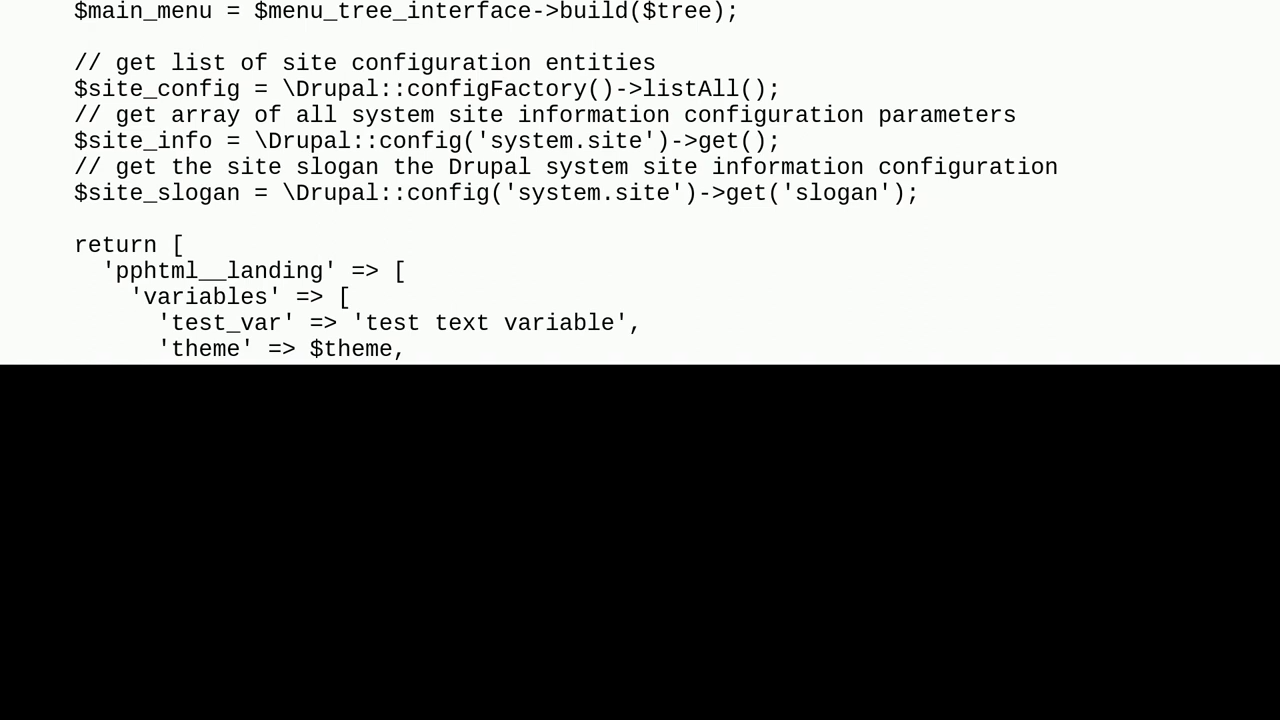 $main_menu = $menu_tree_interface->build($tree);
// get list of site configuration entities
$site_config = \Drupal::configFactory()->listAll();
// get array of all system site information configuration parameters
$site_info = \Drupal::config('system.site')->get();
// get the site slogan the Drupal system site information configuration
$site_slogan = \Drupal::config('system.site')->get('slogan');
return [
'pphtml__landing' => [
'variables' => [
'test_var' => 'test text variable',
'theme' => $theme,